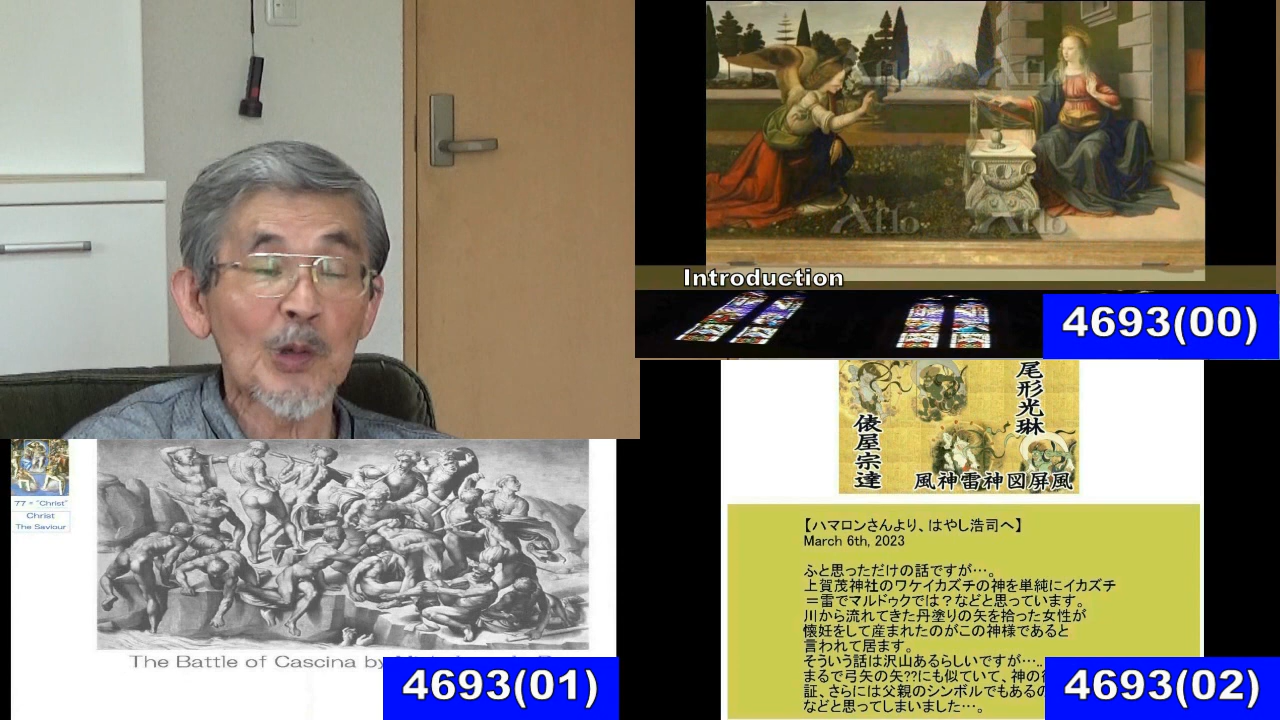 Aflo
Aflo
Aflo
Aflo
Introduction
4693(00)
77 = "Christ"
Christ
The Saviour
The Battle of Cascina by
4693(01)
尾形光琳
俵屋宗達
風神雷神図屏風
【ハマロンさんより、はやし浩司へ】
March 6th, 2023
ふと思っただけの話ですが…。
上賀茂神社のワケイカズチの神を単純にイカズチ
＝雷でマルドゥクでは？などと思っています。
川から流れてきた丹塗りの矢を拾った女性が
懐妊をして産まれたのがこの神様であると
言われて居ます。
そういう話は沢山あるらしいですが…..
まるで弓矢の矢??にも似ていて、神の
証、さらには父親のシンボルでもあるの
などと思ってしまいました…。
4693(02)